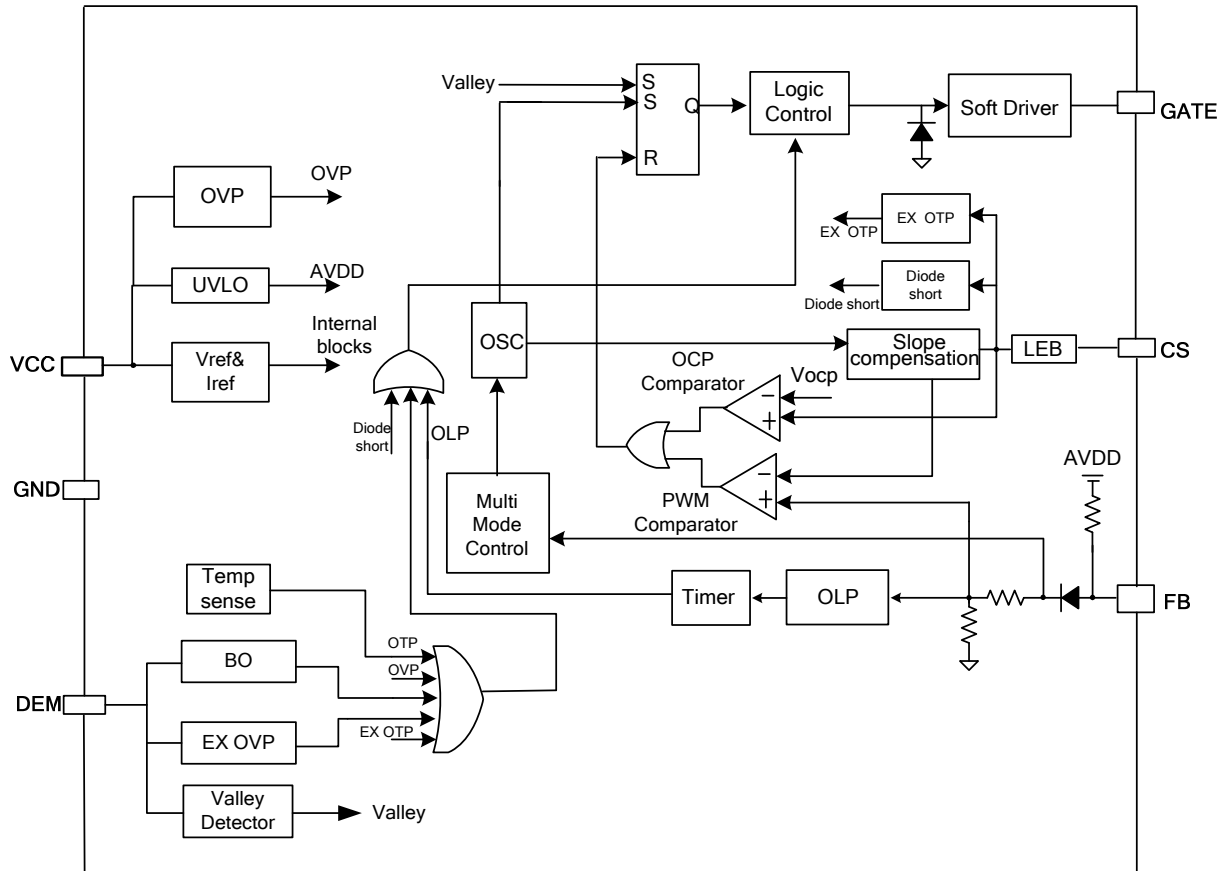 Valley
S
S
Q
R
Logic
Control
Soft Driver
GATE
OVP
OVP
EX OTP
EX OTP
UVLO
AVDD
Diode
short
Diode short
Internal
blocks
VCC
Vref&
Iref
OSC
Slope
compensation
LEB
CS
OCP
Comparator
Vocp
−
+
Diode
short
OLP
AVDD
GND
Multi
Mode
Control
−
+
PWM
Comparator
Temp
sense
Timer
OLP
FB
OTP
BO
OVP
DEM
EX OVP
EX OTP
Valley
Detector
Valley